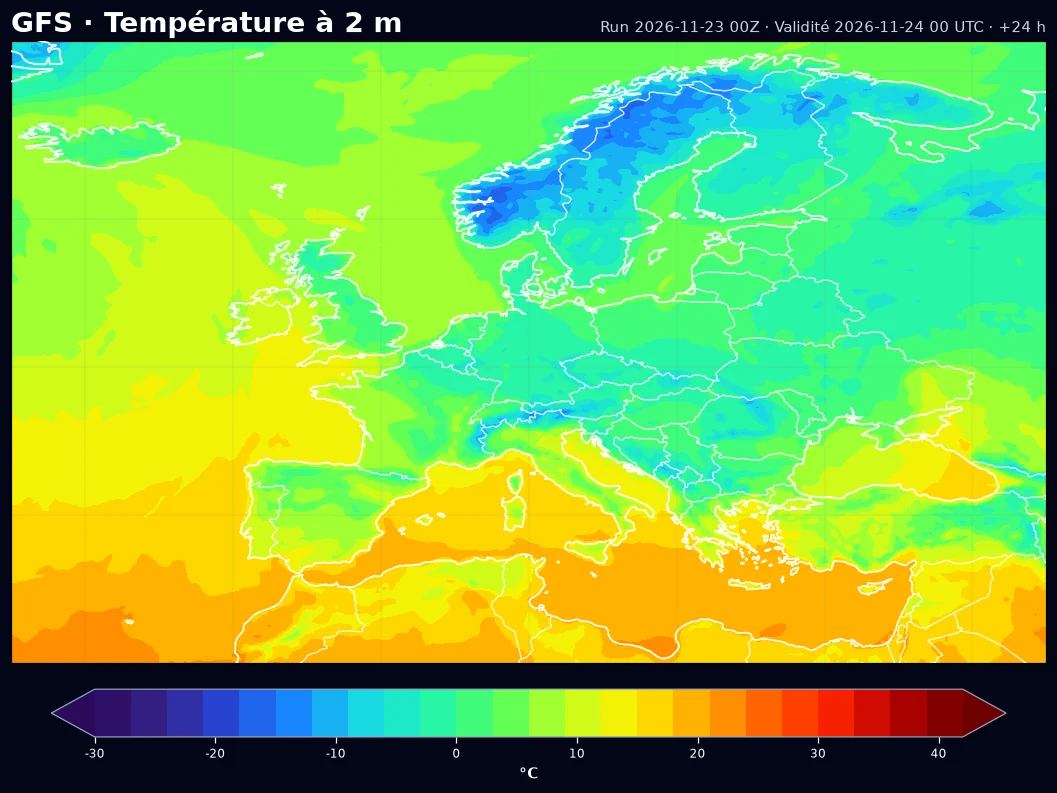 GFS · Température à 2 m
Run 2026-11-23 00Z · Validité 2026-11-24 00 UTC · +24 h
-30 -20 -10 0 10 20 30 40
°C